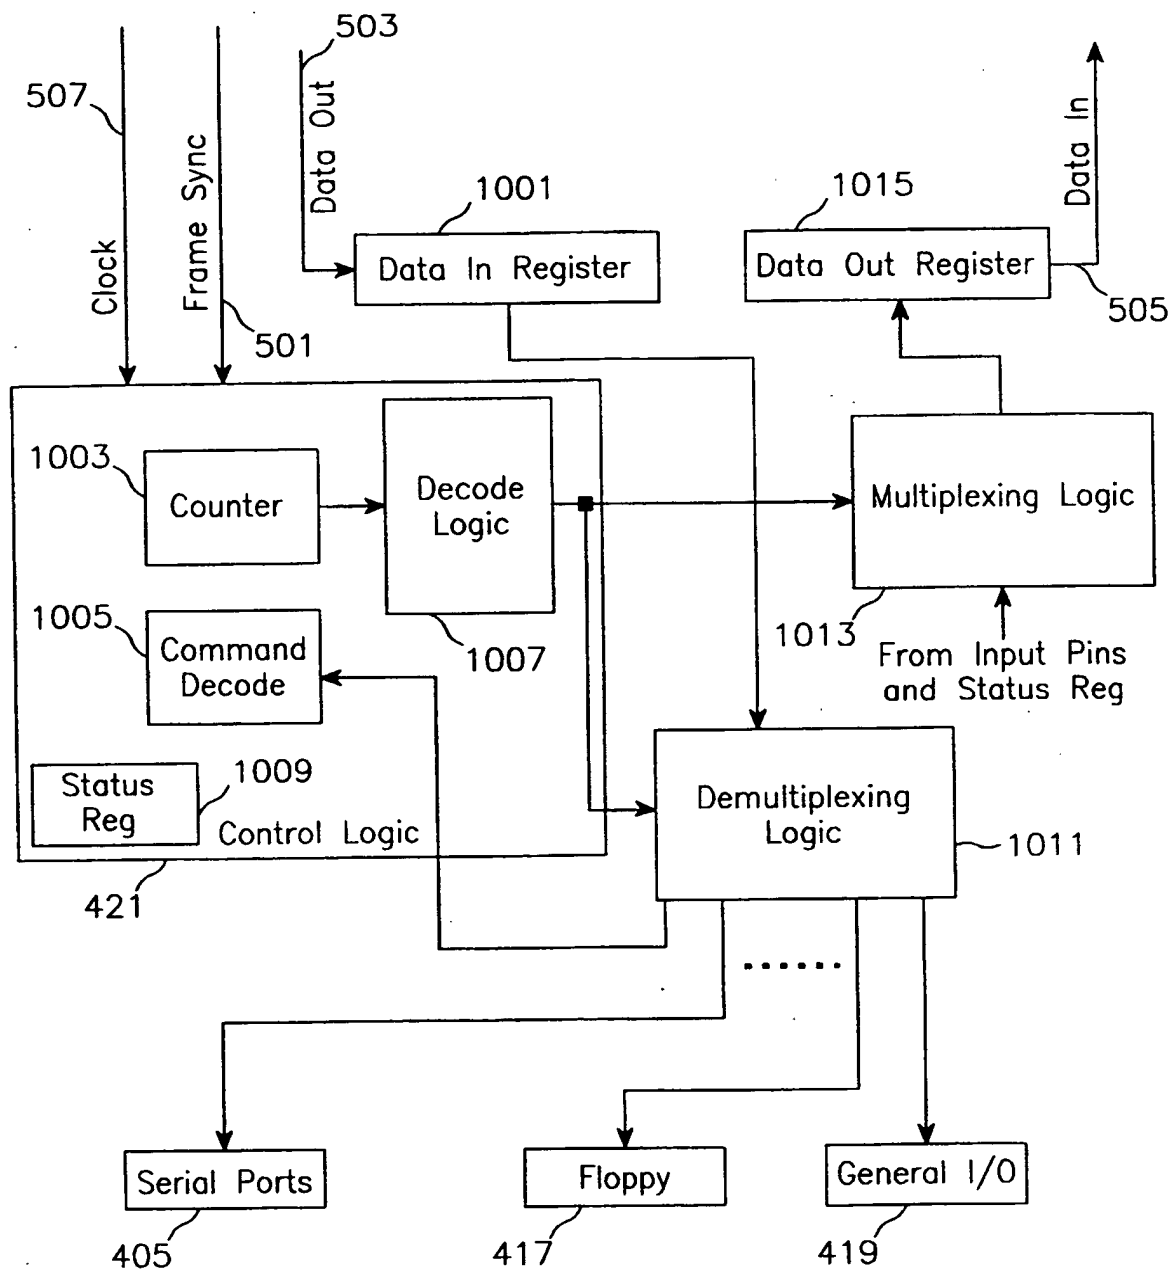 503
507
Data Out
Data In
Frame Sync
Clock
1001
1015
Data In Register
Data Out Register
501
505
1003
Counter
Decode
Logic
Multiplexing Logic
1005
Command
Decode
1007
1013
From Input Pins
and Status Reg
Status
Reg
1009
Control Logic
Demultiplexing
Logic
1011
421
Serial Ports
Floppy
General I/O
405
417
419